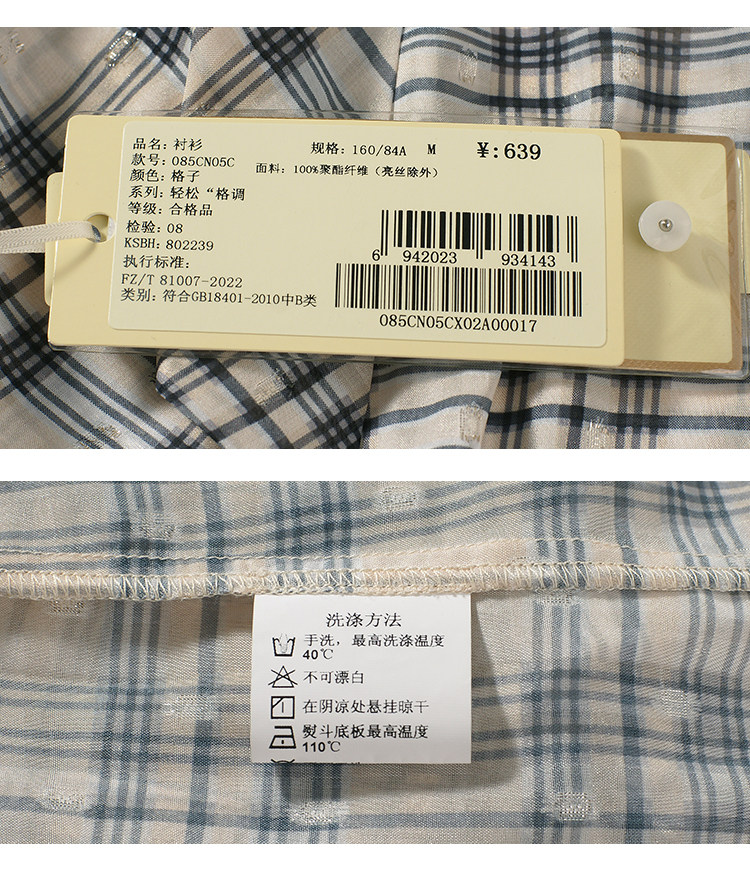 品名: 衬衫
款号: 085CN05C
颜色: 格子
系列: 轻松“格调
等级: 合格品
检验: 08
KSBH: 802239
执行标准:
FZ/T 81007-2022
类别: 符合GB18401-2010中B类
规格: 160/84A M ¥:639
面料: 100%聚酯纤维（亮丝除外）
6 942023 934143
085CN05CX02A00017
洗涤方法
手洗，最高洗涤温度
40℃
不可漂白
在阴凉处悬挂晾干
熨斗底板最高温度
110℃